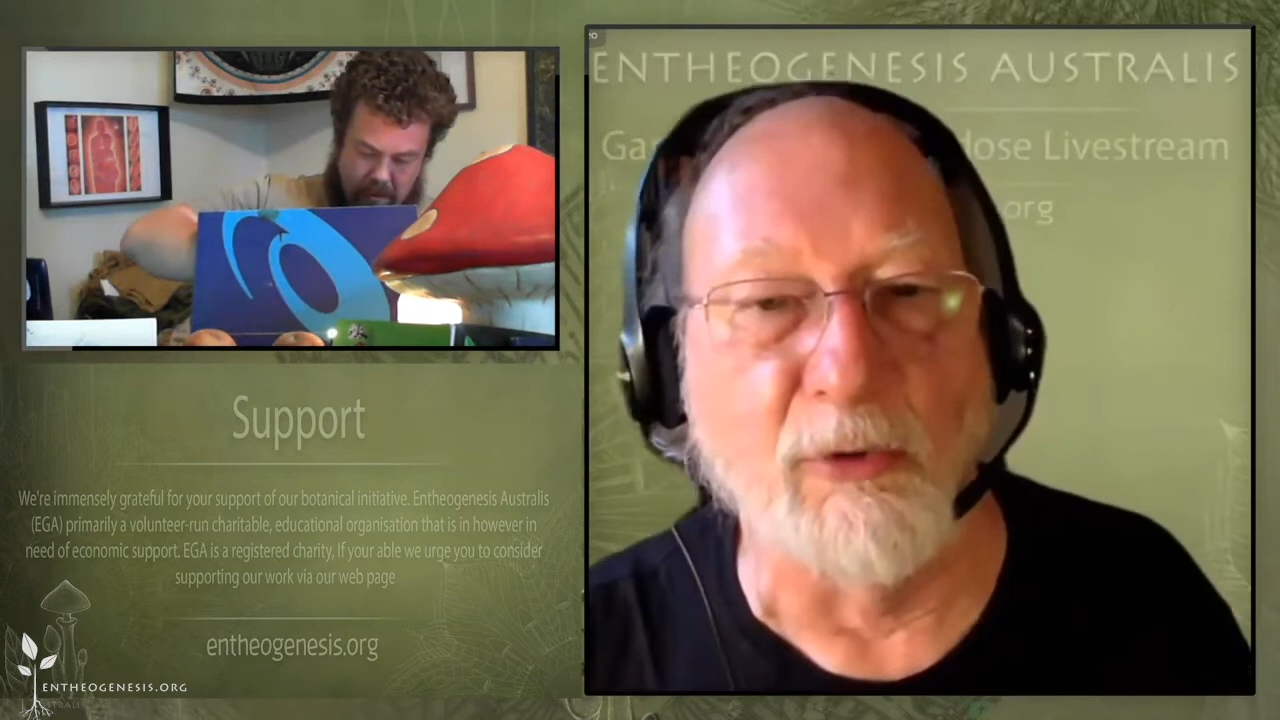 ENTHEOGENESIS AUSTRALIS
Ga
dose Livestream
org
Support
We're immensely grateful for your support of our botanical initiative. Entheogenesis Australis
(EGA) primarily a volunteer-run charitable, educational organisation that is in however in
need of economic support. EGA is a registered charity, If your able we urge you to consider
supporting our work via our web page
entheogenesis.org
ENTHEOGENESIS.ORG